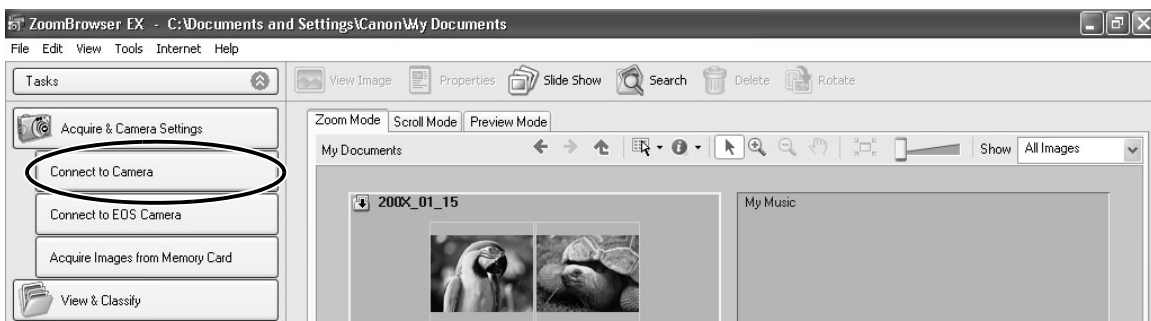 ZoomBrowser EX - C:\Documents and Settings\Canon\My Documents
File Edit View Tools Internet Help
Tasks
View Image Properties Slide Show Search Delete Rotate
Acquire & Camera Settings
Connect to Camera
Connect to EOS Camera
Acquire Images from Memory Card
View & Classify
Zoom Mode Scroll Mode Preview Mode
My Documents Show All Images
200X_01_15 My Music